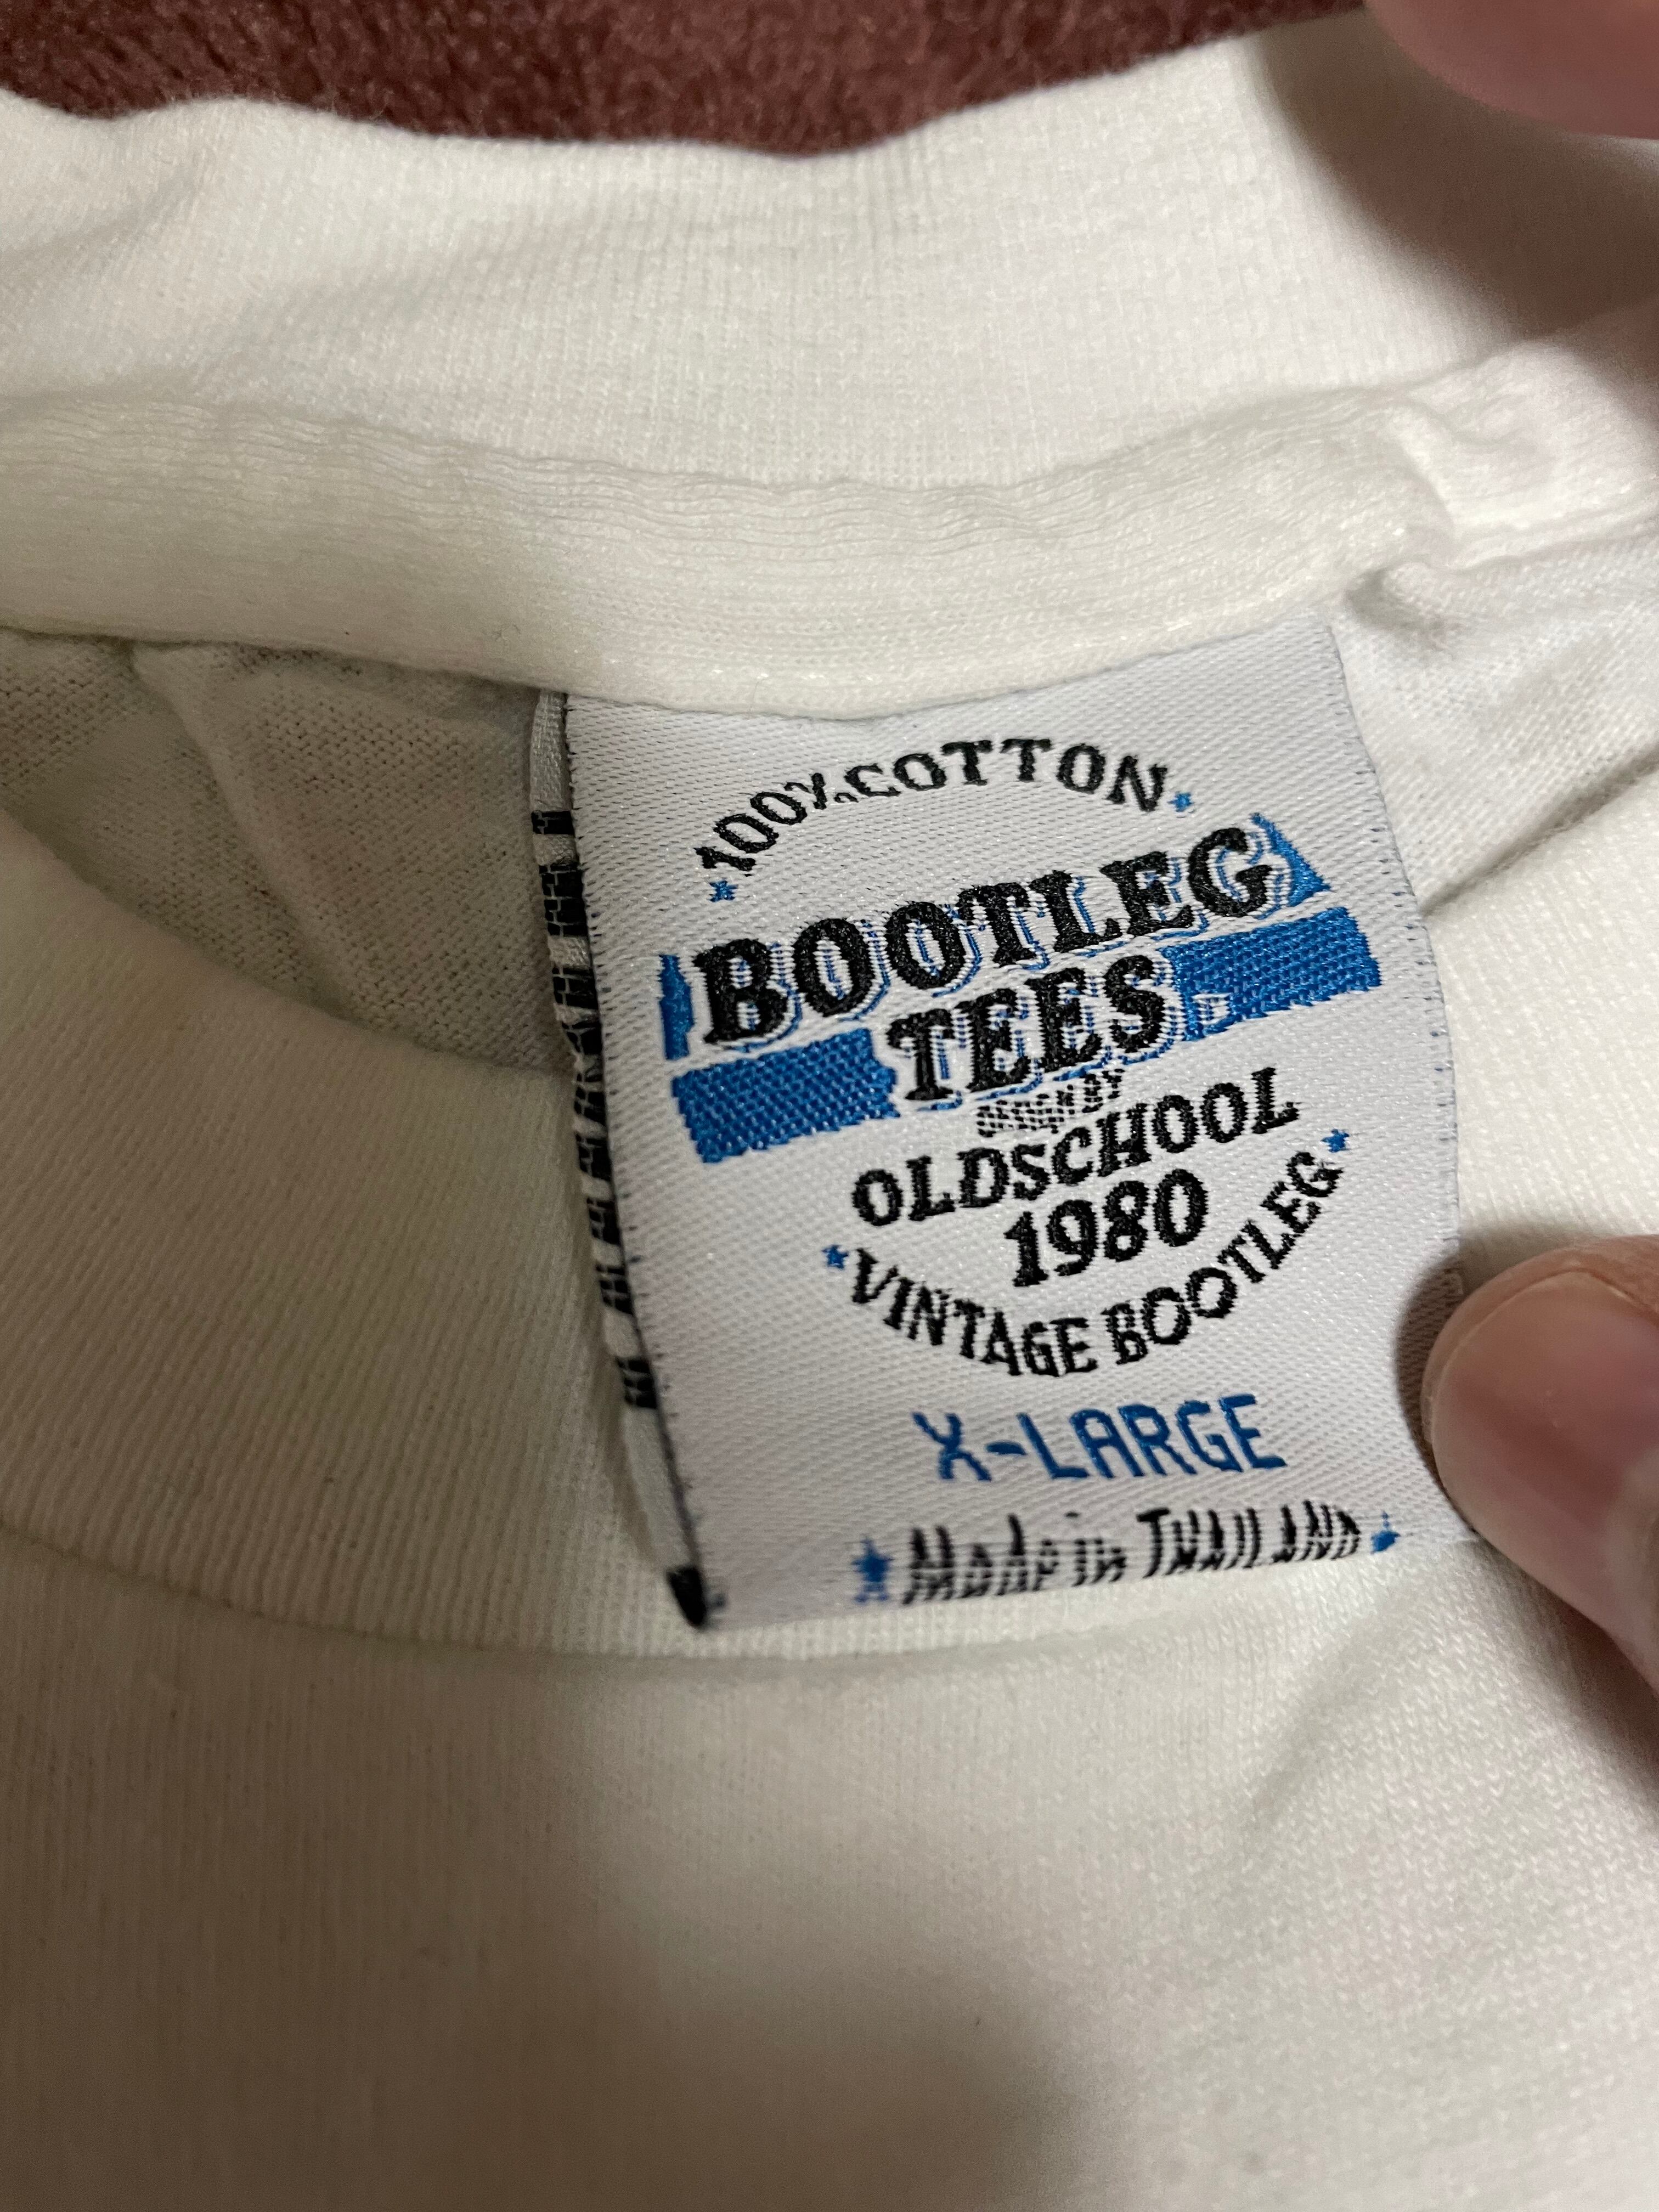 100% COTTON
BOOTLEG
TEES
OLDSCHOOL
1980
VINTAGE BOOTLEG
X-LARGE
Made in THAILAND